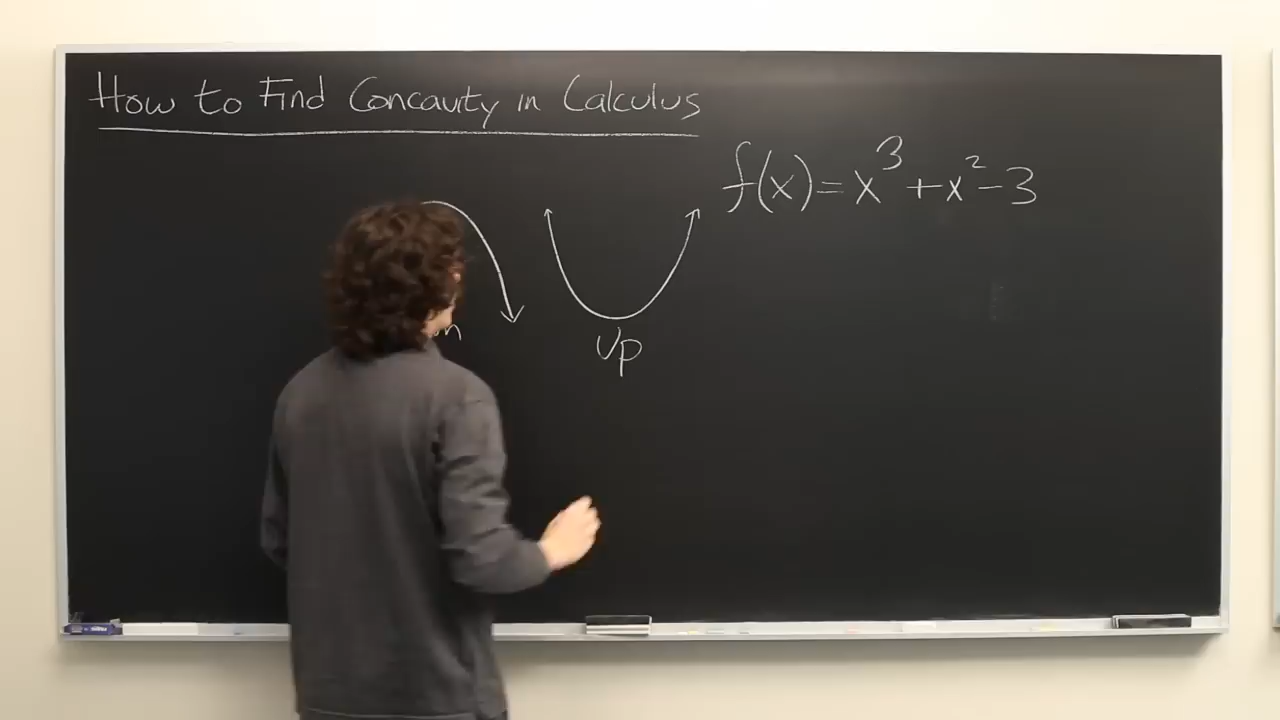 How to Find Concavity in Calculus
f(x)=x³+x²-3
Up